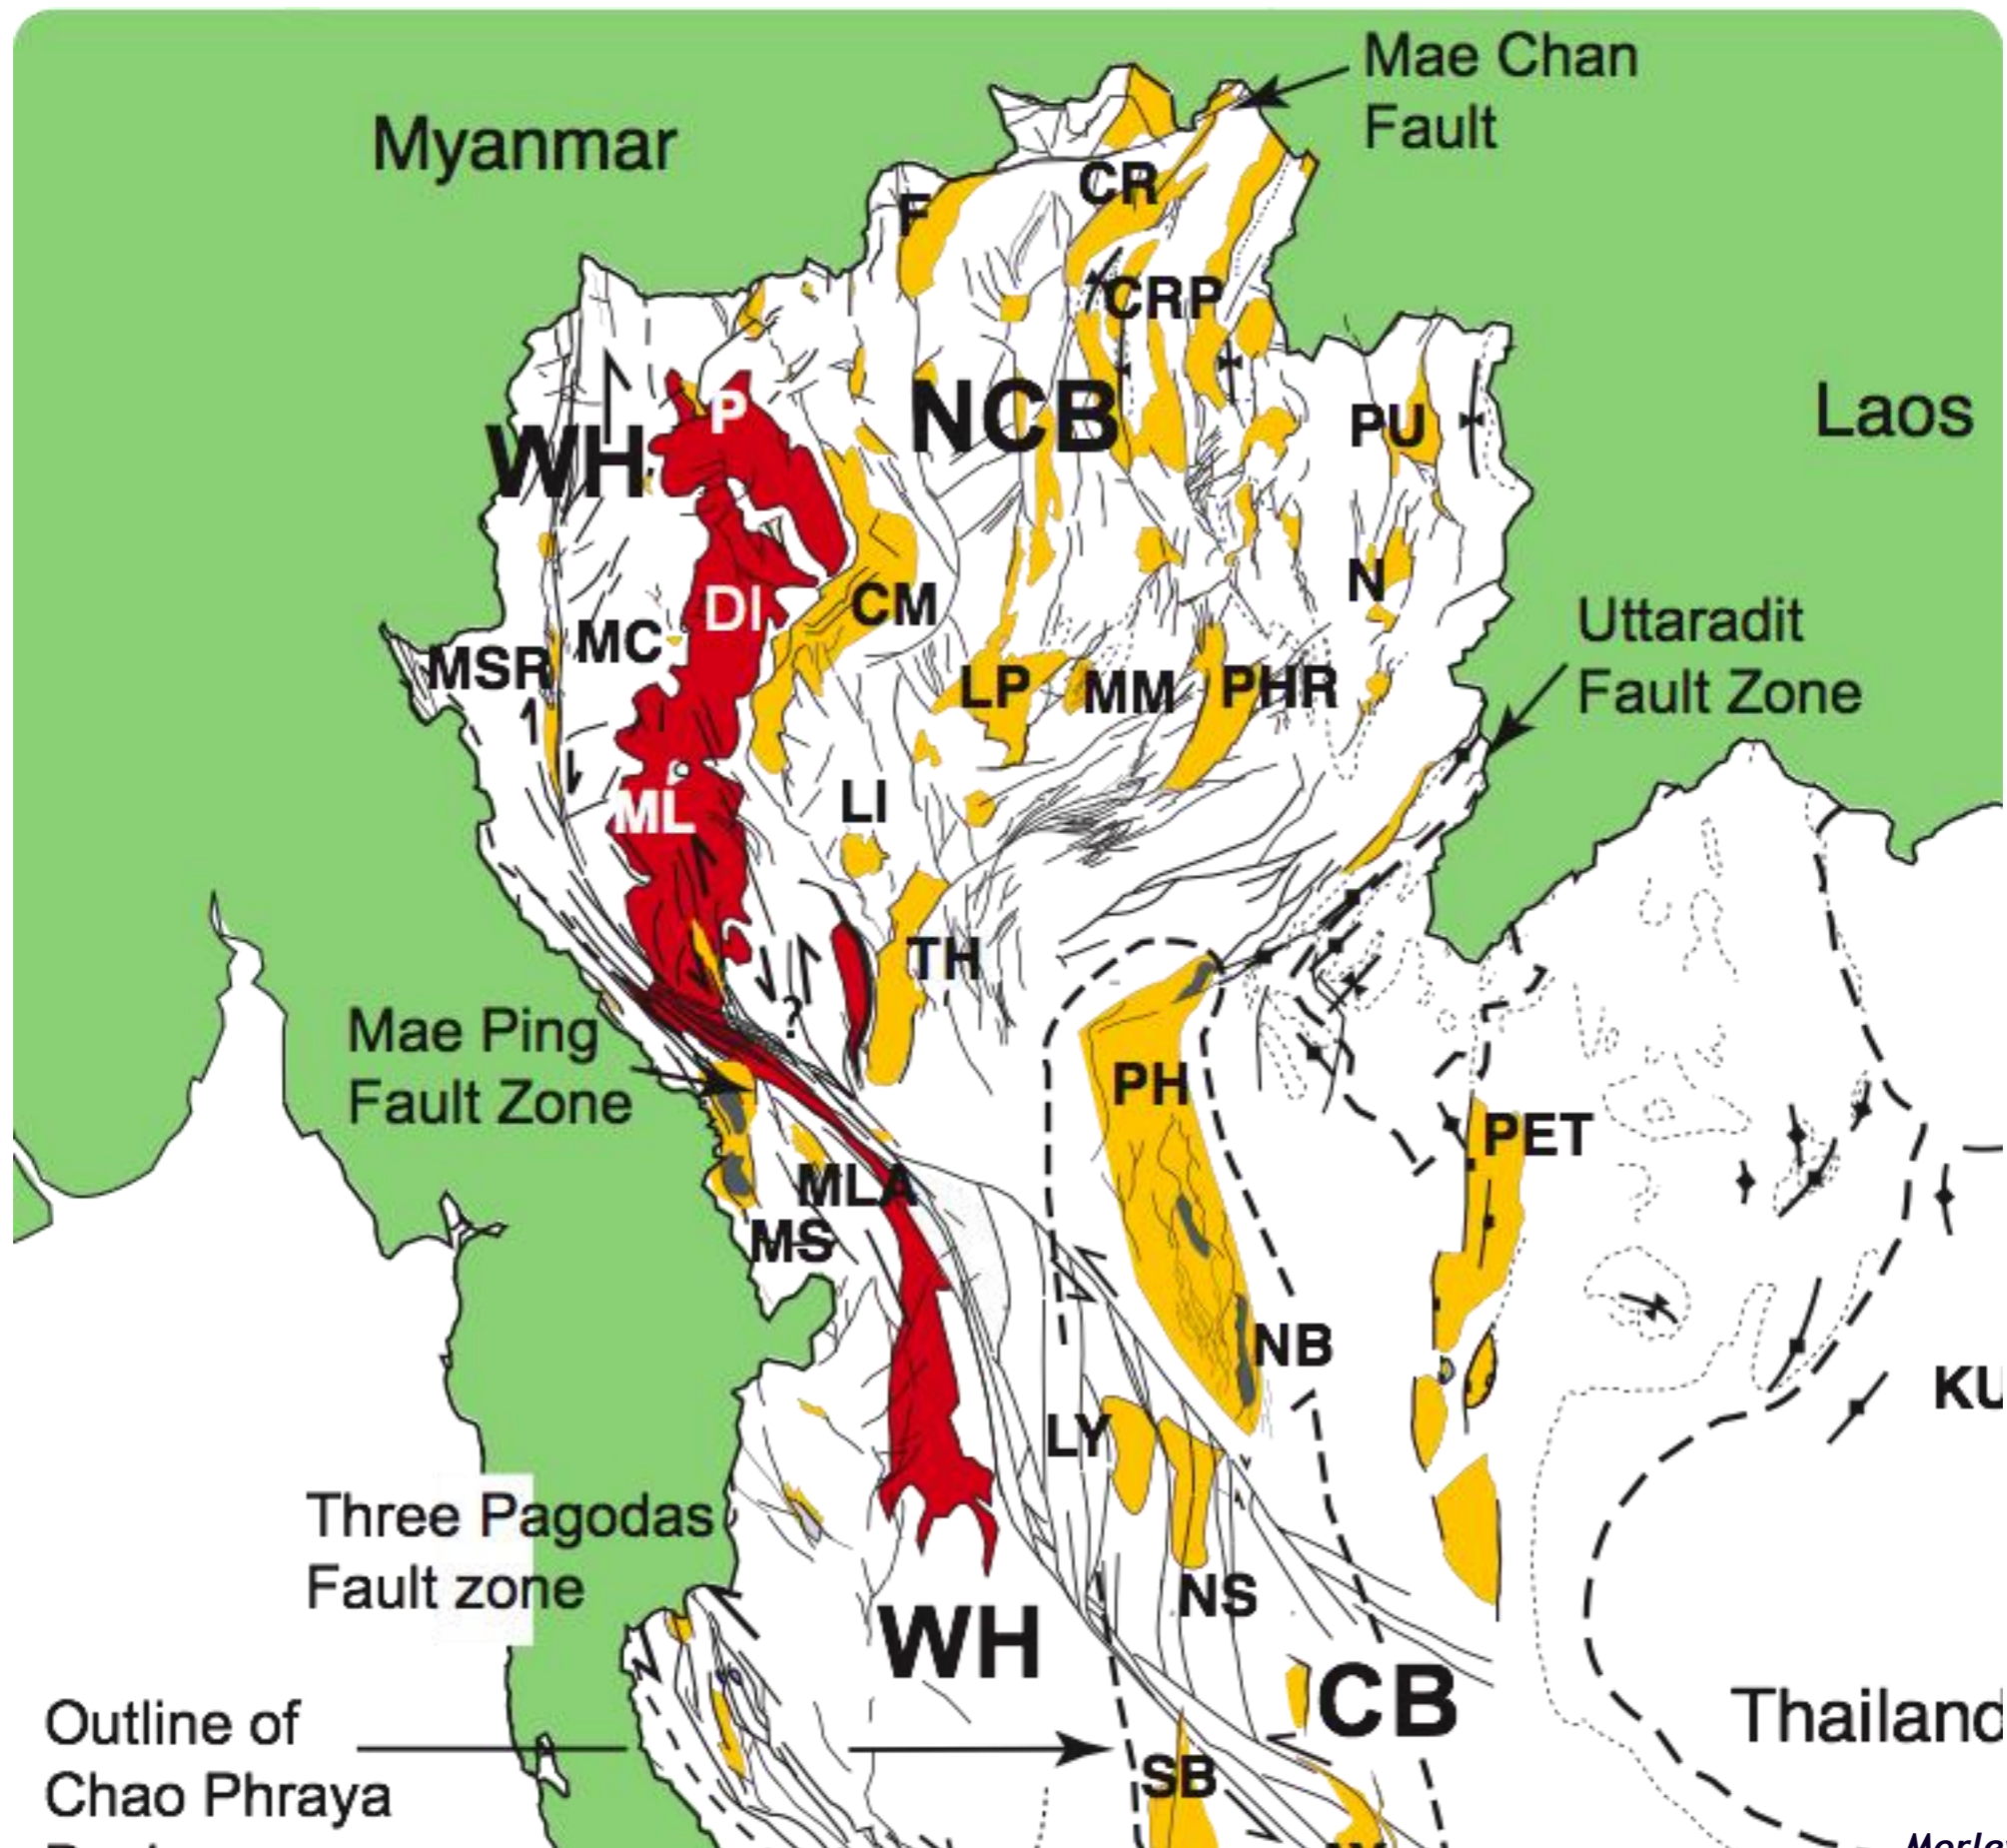 Mae Chan
Fault
Myanmar
CR
F
CRP
NCB
P
WH
PU
Laos
N
DI
CM
MC
MSR
LP
MM
PHR
Uttaradit
Fault Zone
LI
ML
TH
?
Mae Ping
Fault Zone
PH
PET
MLA
MS
NB
KU
LY
Three Pagodas
Fault zone
NS
WH
CB
Thailand
Outline of
Chao Phraya
SB